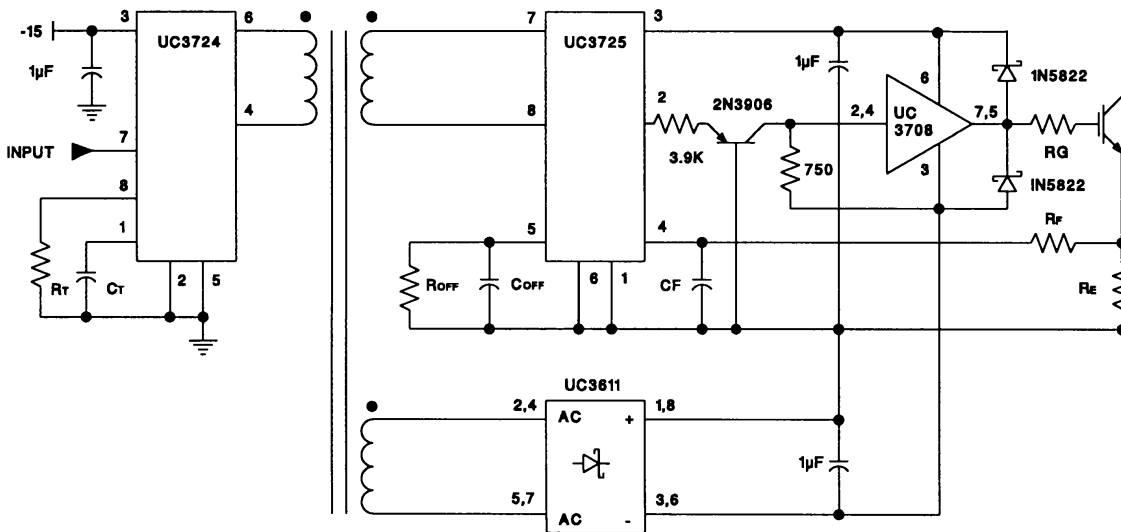 -15
3
UC3724
6
1µF
4
7
INPUT
8
1
RT
CT
2
5
7
UC3725
3
8
2
3.9K
2N3906
750
1µF
2,4
6
UC
3708
3
7,5
1N5822
RG
IN5822
5
4
ROFF
COFF
6
1
CF
RF
RE
UC3611
2,4
AC
+
1,8
5,7
AC
-
3,6
1µF